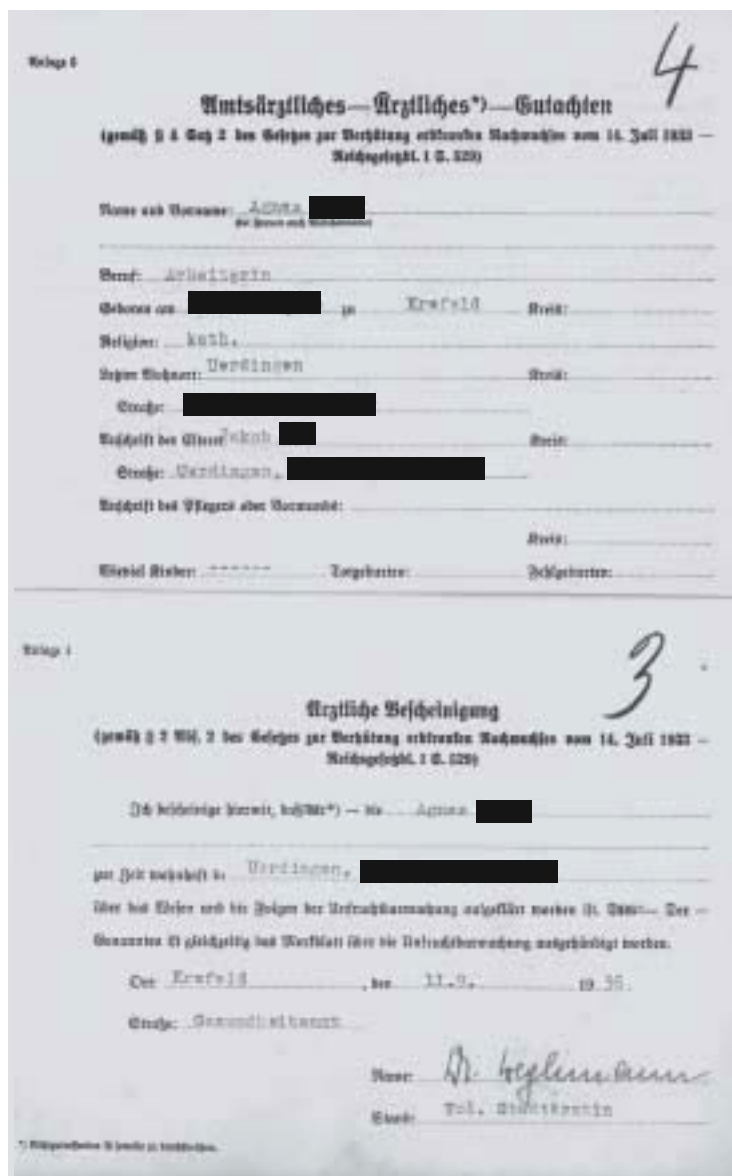 Anlage 6
4
Amtsärztliches — Ärztliches*) — Gutachten
(gemäß § 4 Satz 2 des Gesetzes zur Verhütung erbkranken Nachwuchses vom 14. Juli 1933 —
Reichsgesetzbl. I S. 529)
Name und Vorname: Agnes
Beruf: Arbeiterin
Geboren am zu Krefeld Kreis:
Religion: kath.
Letzter Wohnort: Uerdingen Kreis:
Straße:
Anschrift der Eltern: Jakob Kreis:
Straße: Uerdingen,
Anschrift des Pflegers oder Vormunds:
Kreis:
Wieviel Kinder: ------ Totgeburten: Fehlgeburten:
3
Ärztliche Bescheinigung
(gemäß § 2 Abs. 2 des Gesetzes zur Verhütung erbkranken Nachwuchses vom 14. Juli 1933 —
Reichsgesetzbl. I S. 529)
Ich bescheinige hiermit, daß — die Agnes
zur Zeit wohnhaft in Uerdingen,
über das Wesen und die Folgen der Unfruchtbarmachung aufgeklärt worden ist. — Der —
Genannten ist gleichzeitig das Merkblatt über die Unfruchtbarmachung ausgehändigt worden.
Ort Krefeld, den 11.9. 19
Straße: Gesundheitsamt
Name: Dr.
Stand: Stadtärztin